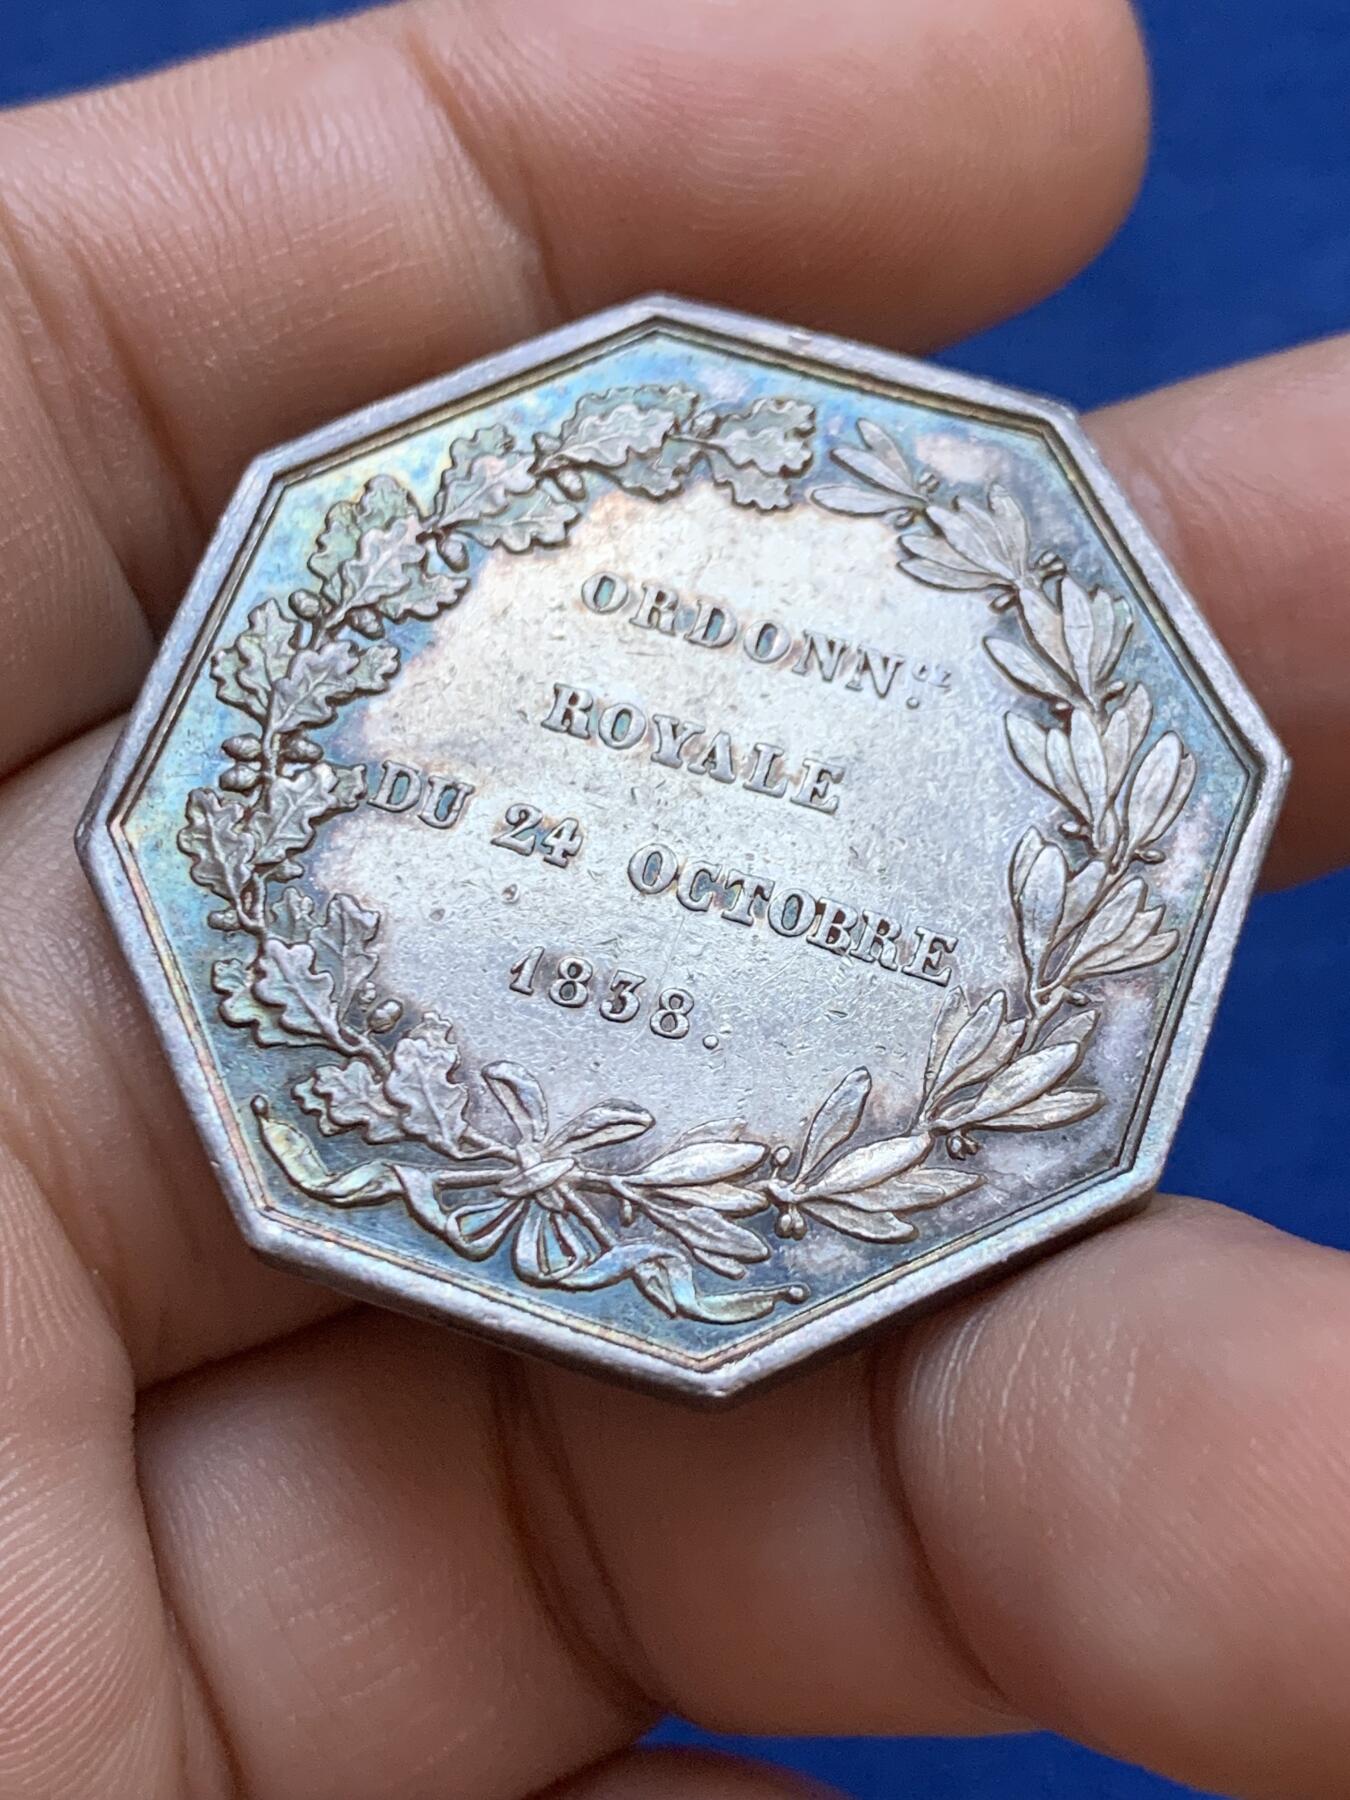 ORDONN.CE
ROYALE
DU 24 OCTOBRE
1838.